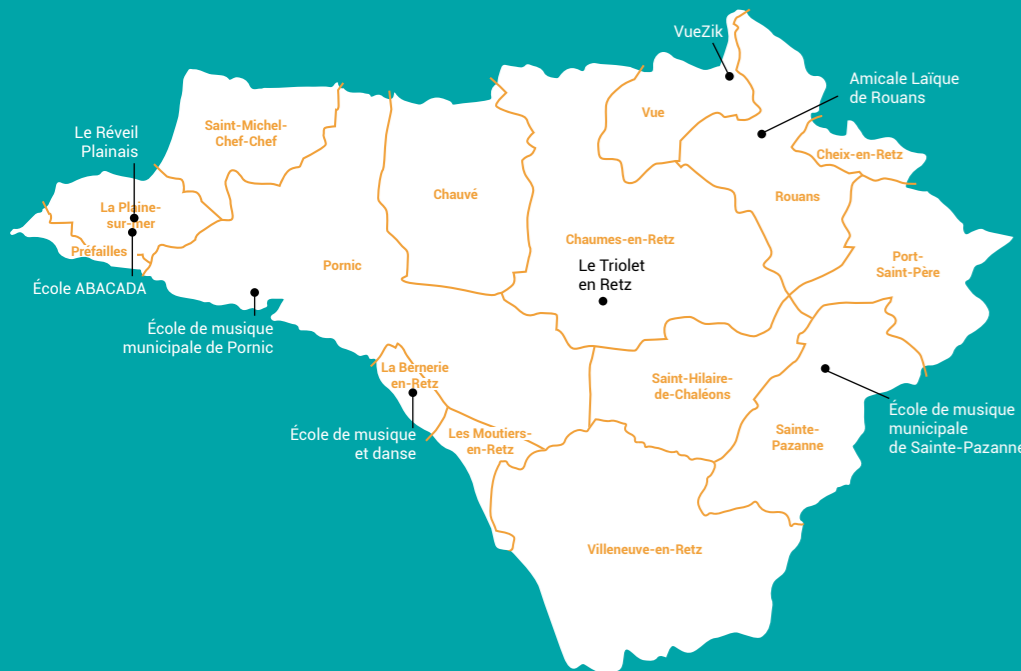 VueZik
Amicale Laïque
de Rouans
Vue
Saint-Michel-
Chef-Chef
Le Réveil
Plainais
Cheix-en-Retz
Chauvé
Rouans
La Plaine-
sur-mer
Préfailles
Chaumes-en-Retz
Pornic
Le Triolet
en Retz
Port-
Saint-Père
École ABACADA
École de musique
municipale de Pornic
La Bernerie
en-Retz
Saint-Hilaire-
de-Chaléons
École de musique
municipale
de Sainte-Pazanne
École de musique
et danse
Les Moutiers-
en-Retz
Sainte-
Pazanne
Villeneuve-en-Retz